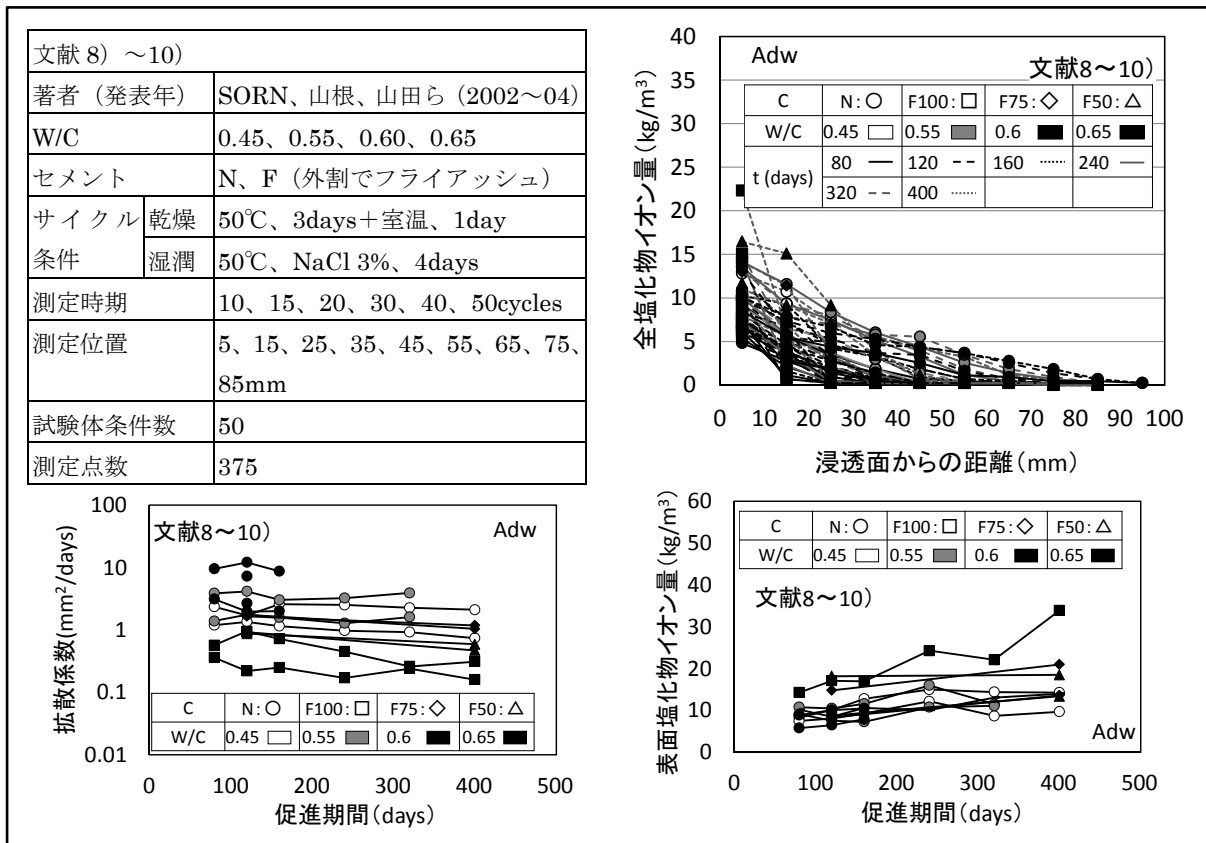 文献 8）～10）
著者（発表年） SORN、山根、山田ら（2002～04）
W/C 0.45、0.55、0.60、0.65
セメント N、F（外割でフライアッシュ）
サイクル 乾燥 50℃、3days＋室温、1day
条件 湿潤 50℃、NaCl 3%、4days
測定時期 10、15、20、30、40、50cycles
測定位置 5、15、25、35、45、55、65、75、
85mm
試験体条件数 50
測定点数 375
全塩化物イオン量(kg/m³)
40
35
30
25
20
15
10
5
0
Adw
文献8～10）
C N:○ F100:□ F75:◇ F50:△
W/C 0.45 0.55 0.6 0.65
t (days) 80 120 160 240
320 400
0 10 20 30 40 50 60 70 80 90 100
浸透面からの距離(mm)
拡散係数(mm²/days)
100
10
1
0.1
0.01
文献8～10） Adw
C N:○ F100:□ F75:◇ F50:△
W/C 0.45 0.55 0.6 0.65
0 100 200 300 400 500
促進期間(days)
表面塩化物イオン量(kg/m³)
60
50
40
30
20
10
0
C N:○ F100:□ F75:◇ F50:△
W/C 0.45 0.55 0.6 0.65
文献8～10）
Adw
0 100 200 300 400 500
促進期間(days)